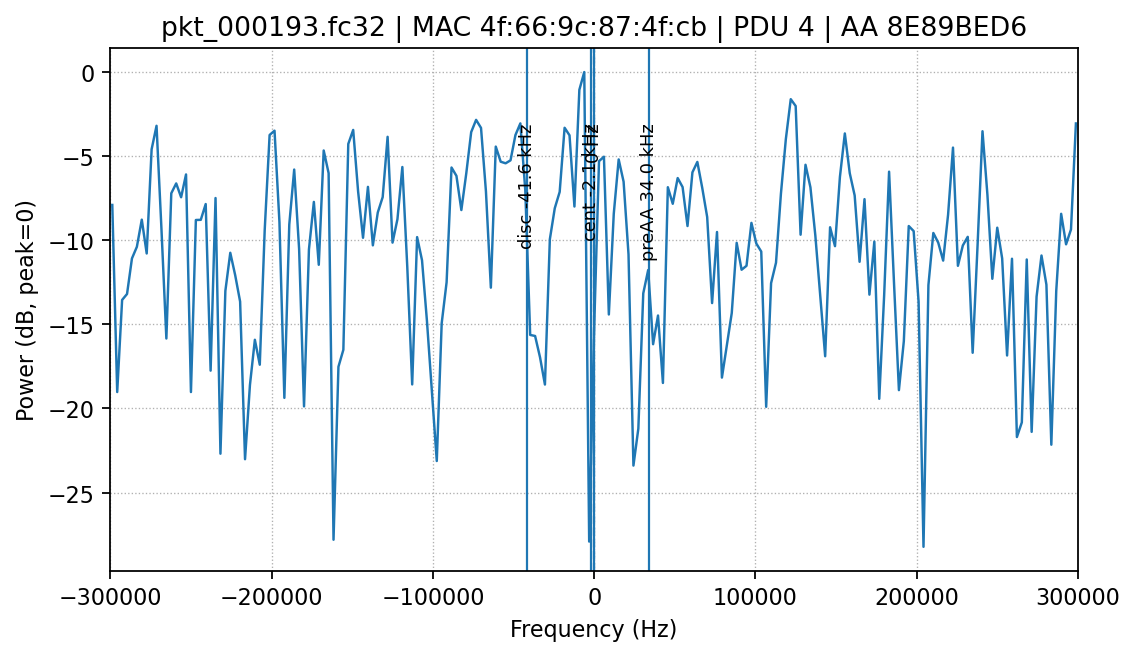 pkt_000193.fc32 | MAC 4f:66:9c:87:4f:cb | PDU 4 | AA 8E89BED6
Power (dB, peak=0)
0
−5
−10
−15
−20
−25
disc -41.6 kHz
cent -2.1 kHz
preAA 34.0 kHz
−300000
−200000
−100000
0
100000
200000
300000
Frequency (Hz)